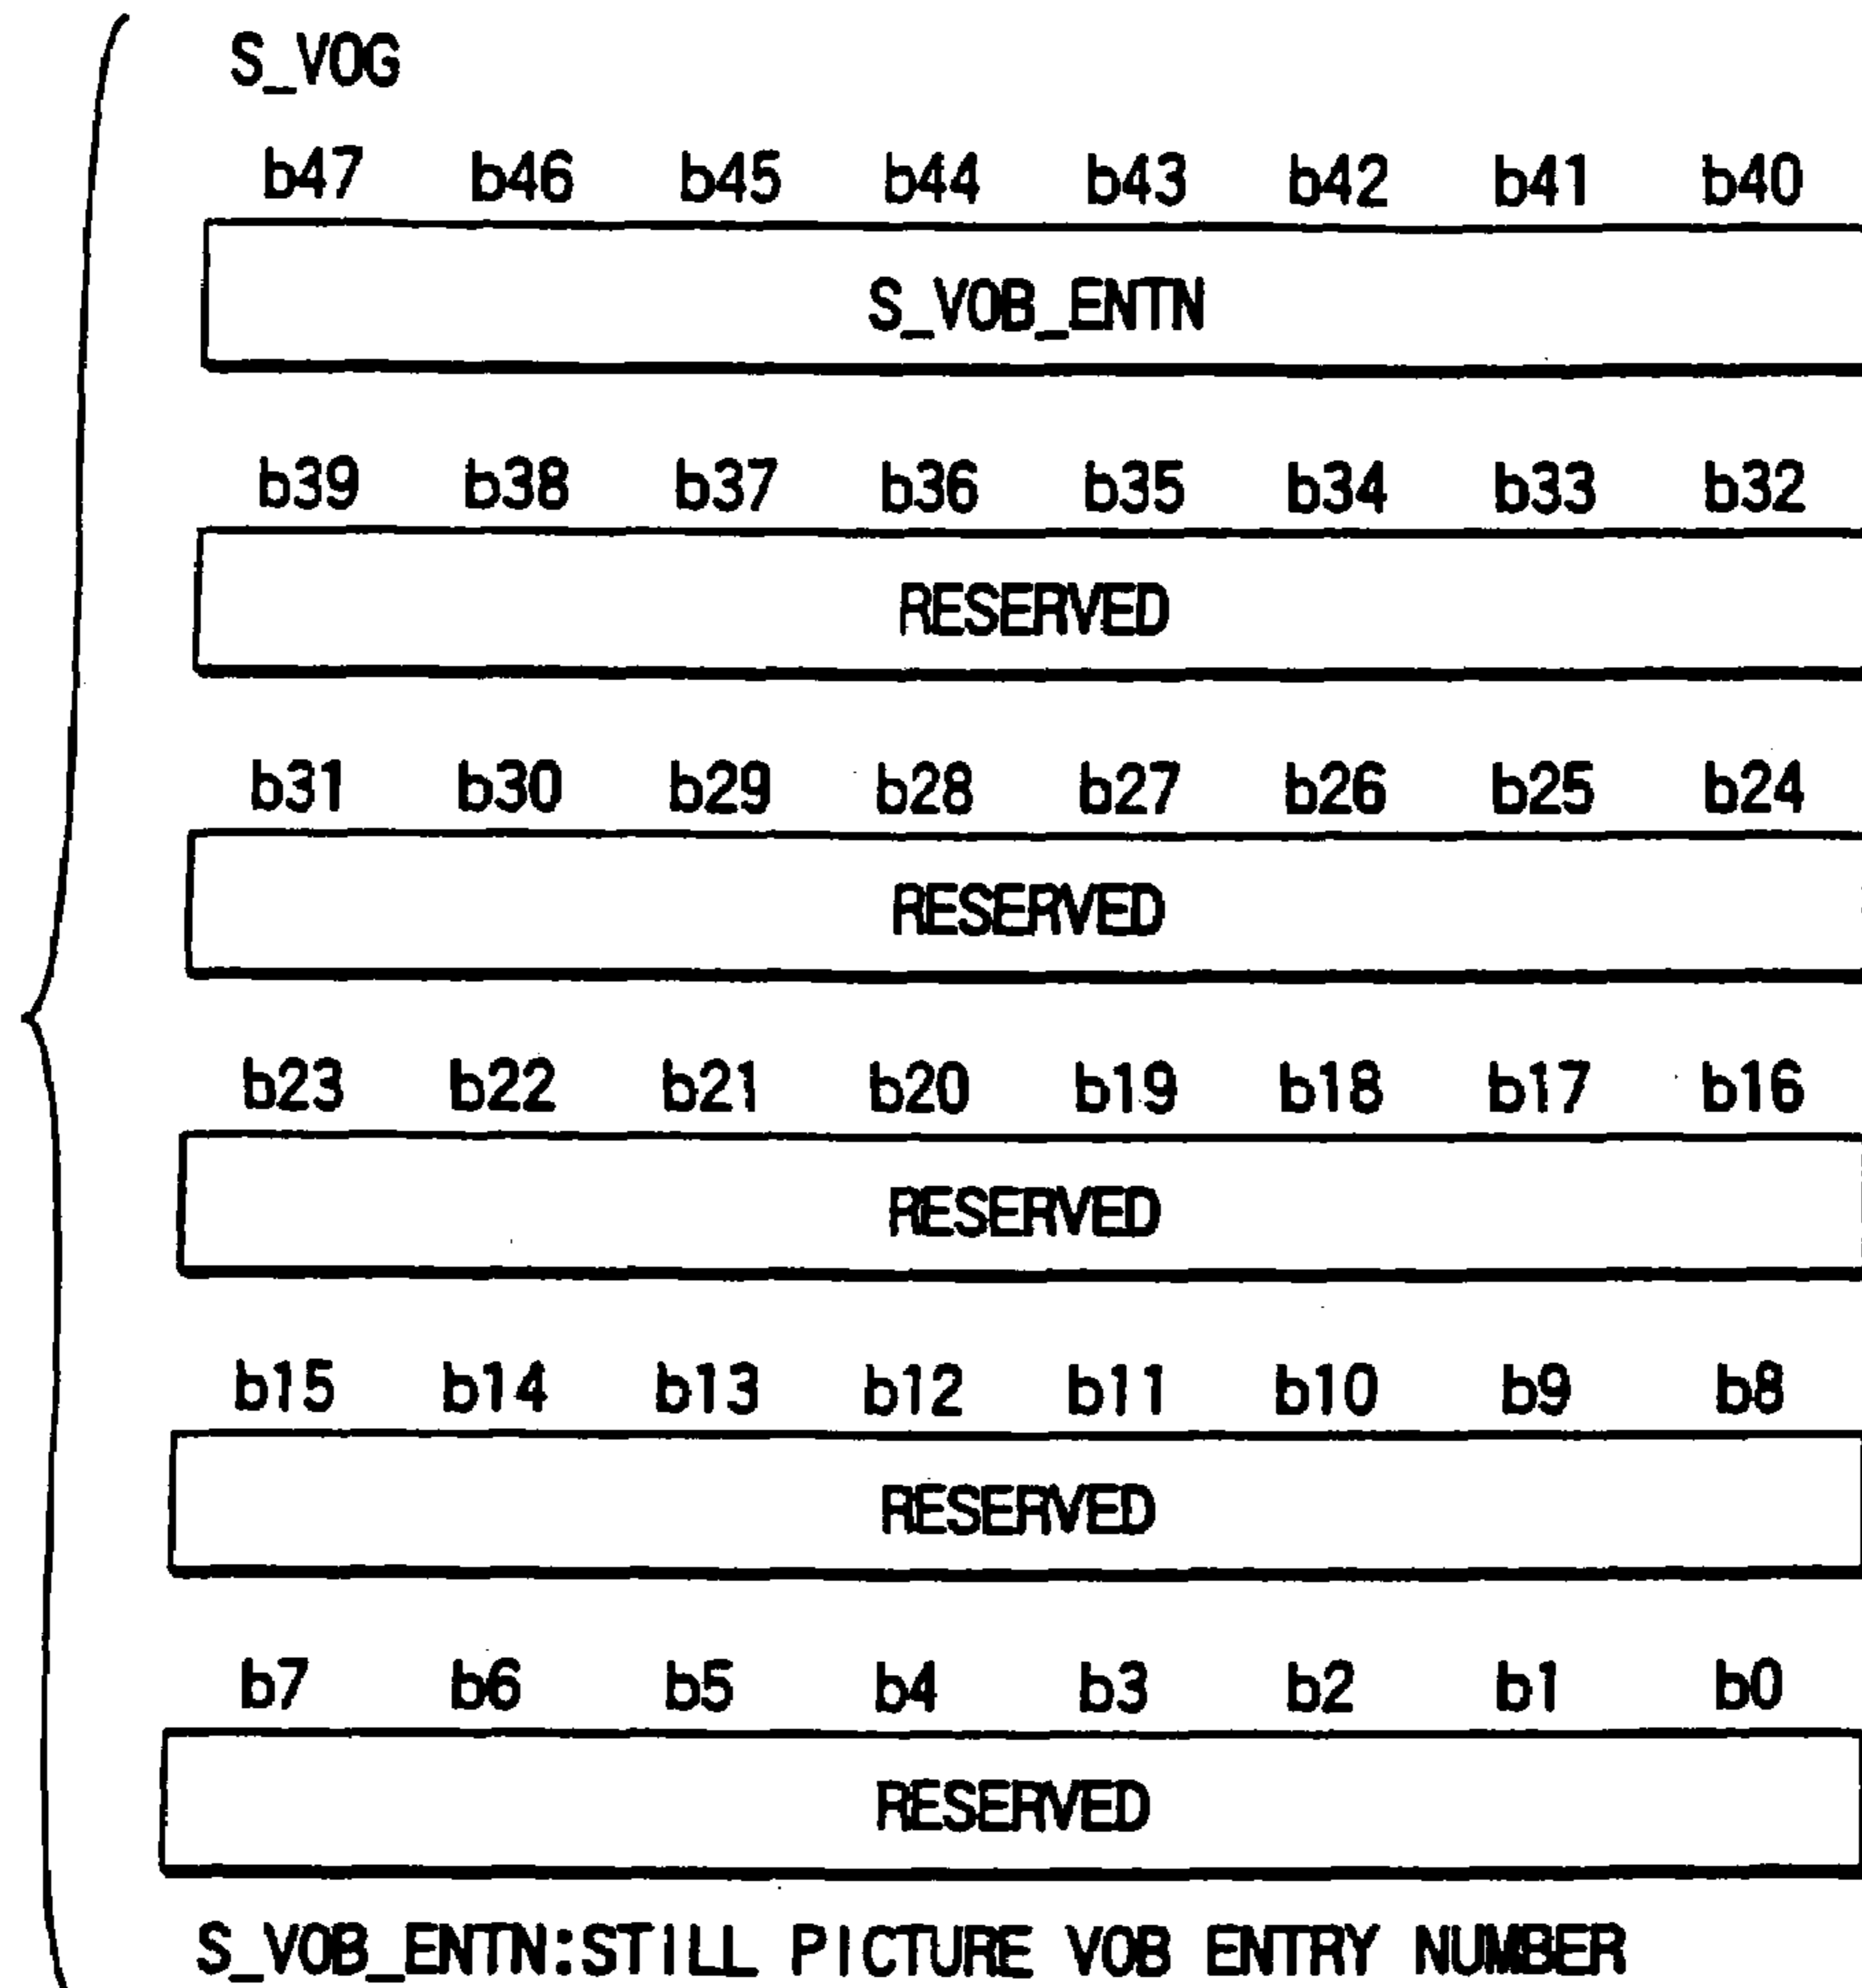 S_VOG
b47 b46 b45 b44 b43 b42 b41 b40
S_VOB_ENTN
b39 b38 b37 b36 b35 b34 b33 b32
RESERVED
b31 b30 b29 b28 b27 b26 b25 b24
RESERVED
b23 b22 b21 b20 b19 b18 b17 b16
RESERVED
b15 b14 b13 b12 b11 b10 b9 b8
RESERVED
b7 b6 b5 b4 b3 b2 b1 b0
RESERVED
S_VOB_ENTN:STILL PICTURE VOB ENTRY NUMBER